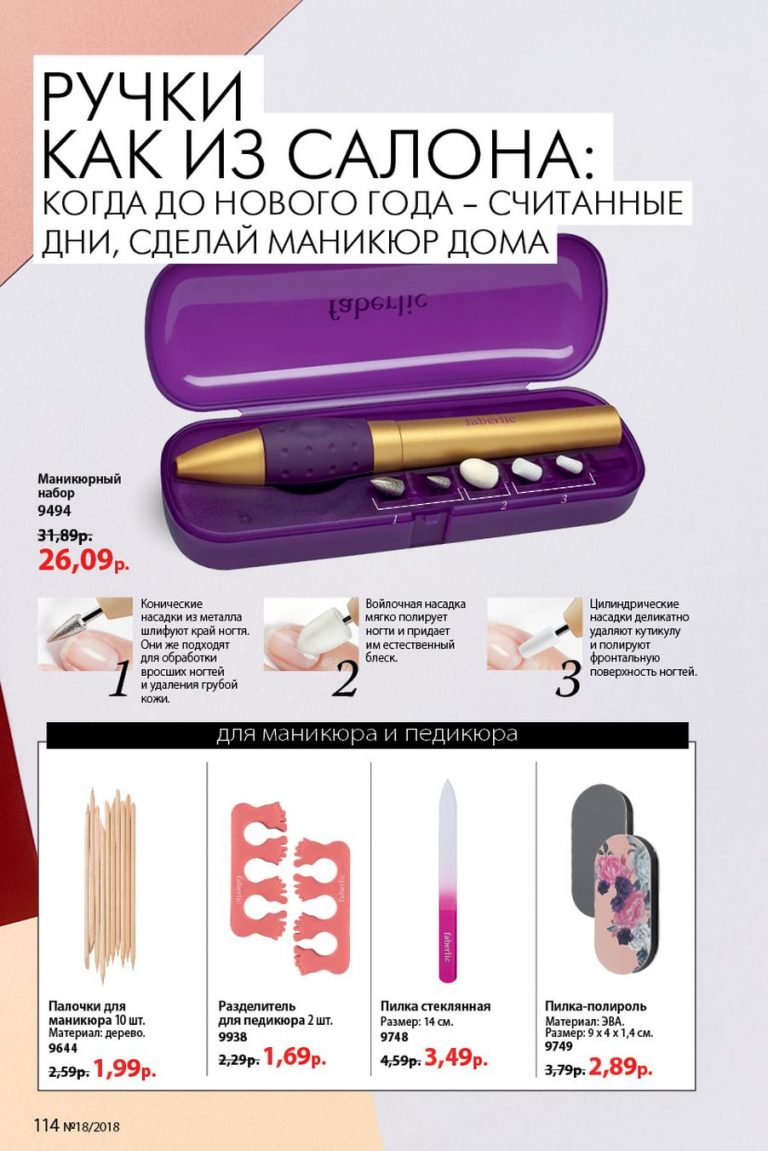 РУЧКИ
КАК ИЗ САЛОНА:
КОГДА ДО НОВОГО ГОДА – СЧИТАННЫЕ
ДНИ, СДЕЛАЙ МАНИКЮР ДОМА
faberlic
faberlic
Маникюрный
набор
9494
31,89р.
26,09р.
1
2
3
Конические
насадки из металла
шлифуют край ногтя.
Они же подходят
для обработки
вросших ногтей
и удаления грубой
кожи.
1
Войлочная насадка
мягко полирует
ногти и придает
им естественный
блеск.
2
Цилиндрические
насадки деликатно
удаляют кутикулу
и полируют
фронтальную
поверхность ногтей.
3
для маникюра и педикюра
faberlic
faberlic
faberlic
Палочки для
маникюра 10 шт.
Материал: дерево.
9644
2,59р. 1,99р.
Разделитель
для педикюра 2 шт.
9938
2,29р. 1,69р.
Пилка стеклянная
Размер: 14 см.
9748
4,59р. 3,49р.
Пилка-полироль
Материал: ЭВА.
Размер: 9 x 4 x 1,4 см.
9749
3,79р. 2,89р.
114 №18/2018